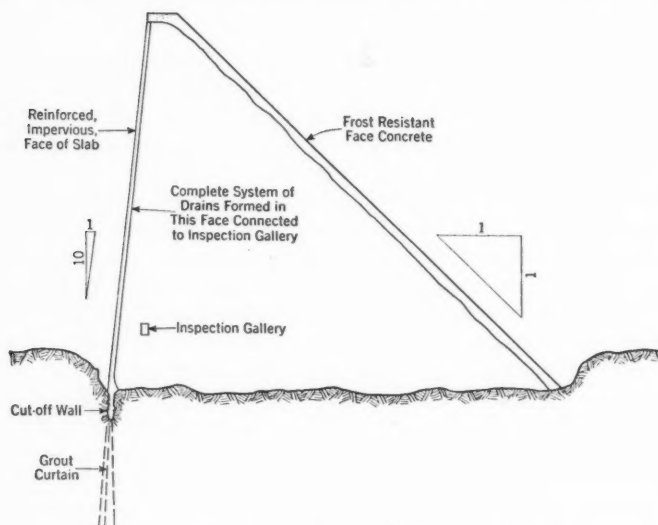 Reinforced,
Impervious,
Face of Slab
Frost Resistant
Face Concrete
Complete System of
Drains Formed in
This Face Connected
to Inspection Gallery
1
10
1
1
Inspection Gallery
Cut-off Wall
Grout
Curtain